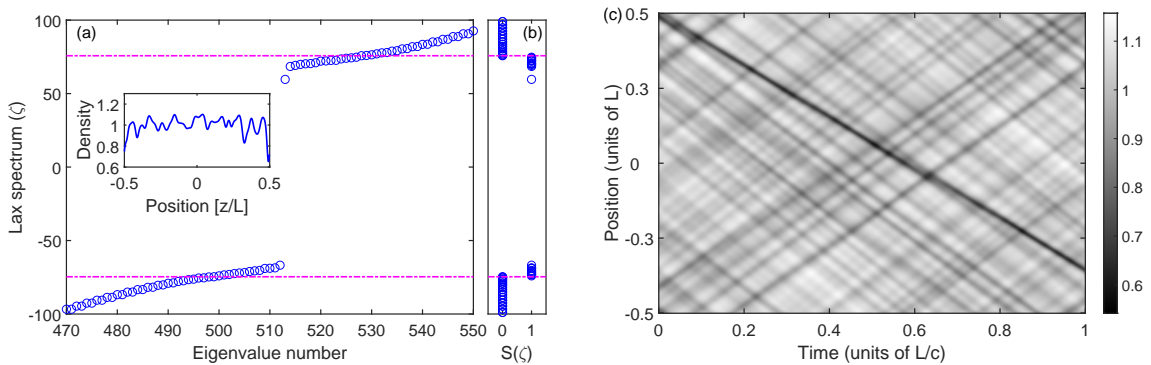 (a)
100
50
0
-50
-100
Lax spectrum (ζ)
470 480 490 500 510 520 530 540 550
Eigenvalue number
Density
1.2
1
0.8
0.6
-0.5 0 0.5
Position [z/L]
(b)
0 1
S(ζ)
(c)
0.5
0.3
0
-0.3
-0.5
Position (units of L)
0 0.2 0.4 0.6 0.8 1
Time (units of L/c)
1.1
1
0.9
0.8
0.7
0.6